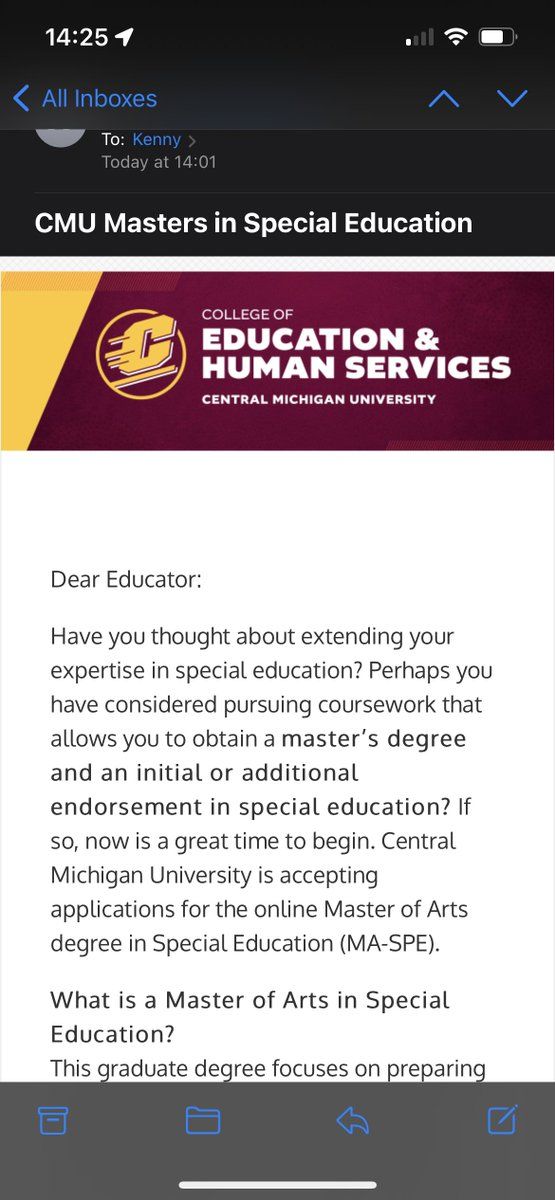 14:25
All Inboxes
To: Kenny
Today at 14:01
CMU Masters in Special Education
COLLEGE OF
EDUCATION &
HUMAN SERVICES
CENTRAL MICHIGAN UNIVERSITY
Dear Educator:
Have you thought about extending your
expertise in special education? Perhaps you
have considered pursuing coursework that
allows you to obtain a master’s degree
and an initial or additional
endorsement in special education? If
so, now is a great time to begin. Central
Michigan University is accepting
applications for the online Master of Arts
degree in Special Education (MA-SPE).
What is a Master of Arts in Special
Education?
This graduate degree focuses on preparing